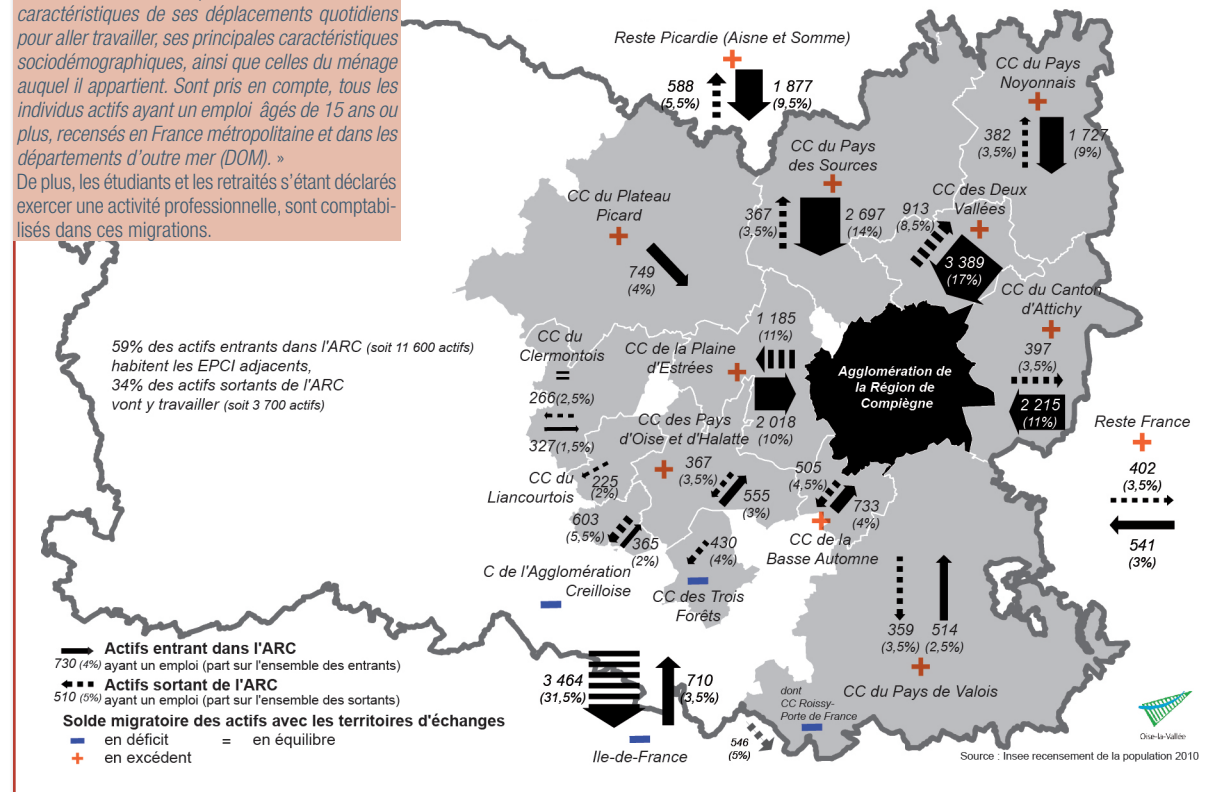 caractéristiques de ses déplacements quotidiens
pour aller travailler, ses principales caractéristiques
sociodémographiques, ainsi que celles du ménage
auquel il appartient. Sont pris en compte, tous les
individus actifs ayant un emploi âgés de 15 ans ou
plus, recensés en France métropolitaine et dans les
départements d'outre mer (DOM). »
De plus, les étudiants et les retraités s'étant déclarés
exercer une activité professionnelle, sont comptabi-
lisés dans ces migrations.
Reste Picardie (Aisne et Somme)
+
588
(5,5%)
1 877
(9,5%)
CC du Pays
Noyonnais
+
382
(3,5%)
1 727
(9%)
CC du Pays
des Sources
+
367
(3,5%)
2 697
(14%)
CC des Deux
Vallées
+
913
(8,5%)
3 389
(17%)
CC du Plateau
Picard
+
749
(4%)
CC du Canton
d'Attichy
+
397
(3,5%)
2 215
(11%)
59% des actifs entrants dans l'ARC (soit 11 600 actifs)
habitent les EPCI adjacents,
34% des actifs sortants de l'ARC
vont y travailler (soit 3 700 actifs)
CC du
Clermontois
=
266(2,5%)
327(1,5%)
CC de la Plaine
d'Estrées
+
1 185
(11%)
2 018
(10%)
Agglomération de
la Région de
Compiègne
CC des Pays
d'Oise et d'Halatte
+
367
(3,5%)
555
(3%)
Reste France
+
402
(3,5%)
541
(3%)
CC du
Liancourtois
225
(2%)
505
(4,5%)
733
(4%)
+
CC de la
Basse Automne
603
(5,5%)
365
(2%)
C de l'Agglomération
Creilloise
430
(4%)
CC des Trois
Forêts
359
(3,5%)
514
(2,5%)
+
CC du Pays de Valois
3 464
(31,5%)
710
(3,5%)
Ile-de-France
dont
CC Roissy-
Porte de France
546
(5%)
Actifs entrant dans l'ARC
730 (4%) ayant un emploi (part sur l'ensemble des entrants)
Actifs sortant de l'ARC
510 (5%) ayant un emploi (part sur l'ensemble des sortants)
Solde migratoire des actifs avec les territoires d'échanges
en déficit = en équilibre
+ en excédent
Oise-la-Vallée
Source : Insee recensement de la population 2010